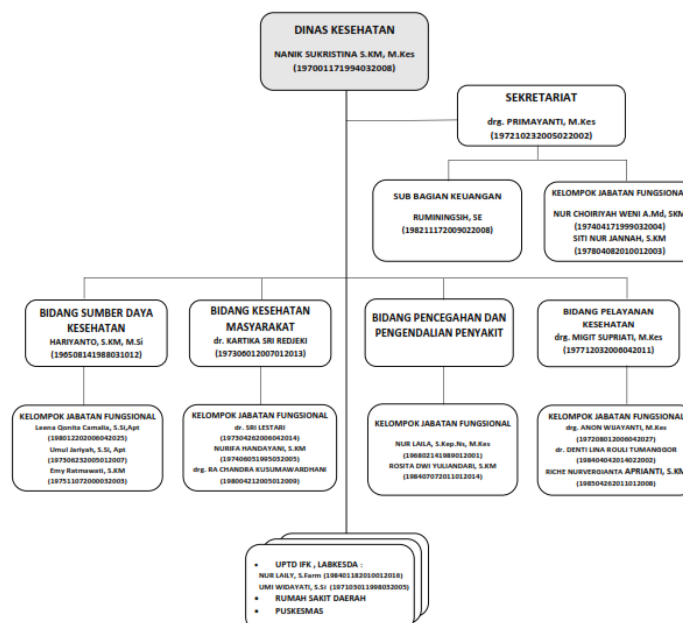 DINAS KESEHATAN
NANIK SUKRISTINA S.KM, M.Kes
(197001171994032008)
SEKRETARIAT
drg. PRIMAYANTI, M.Kes
(197210232005022002)
SUB BAGIAN KEUANGAN
RUMININGSIH, SE
(198211172009022008)
KELOMPOK JABATAN FUNGSIONAL
NUR CHOIRIYAH WENI A.Md, SKM
(197404171999032004)
SITI NUR JANNAH, S.KM
(197804082010012003)
BIDANG SUMBER DAYA
KESEHATAN
HARIYANTO, S.KM, M.Si
(196508141988031012)
BIDANG KESEHATAN
MASYARAKAT
dr. KARTIKA SRI REDJEKI
(197306012007012013)
BIDANG PENCEGAHAN DAN
PENGENDALIAN PENYAKIT
BIDANG PELAYANAN
KESEHATAN
drg. MIGIT SUPRIATI, M.Kes
(197712032006042011)
KELOMPOK JABATAN FUNGSIONAL
Leena Qonita Camalia, S.Si,Apt
(198012202006042025)
Umul Jariyah, S.Si, Apt
(197506232005012007)
Emy Ratmawati, S.KM
(197511072000032003)
KELOMPOK JABATAN FUNGSIONAL
dr. SRI LESTARI
(197304262006042014)
NURIFA HANDAYANI, S.KM
(197406051995032005)
drg. RA CHANDRA KUSUMAWARDHANI
(198004212005012009)
KELOMPOK JABATAN FUNGSIONAL
NUR LAILA, S.Kep.Ns, M.Kes
(196802141989012001)
ROSITA DWI YULIANDARI, S.KM
(198407072011012014)
KELOMPOK JABATAN FUNGSIONAL
drg. ANON WIJAYANTI, M.Kes
(197208012006042027)
dr. DENTI LINA ROULI TUMANGGOR
(198404042014022002)
RICHE NURVERGIANTA APRIANTI, S.KM
(198504262011012008)
• UPTD IFK , LABKESDA :
NUR LAILY, S.Farm (198401182010012016)
UMI WIDAYATI, S.Si (197103011998032005)
• RUMAH SAKIT DAERAH
• PUSKESMAS